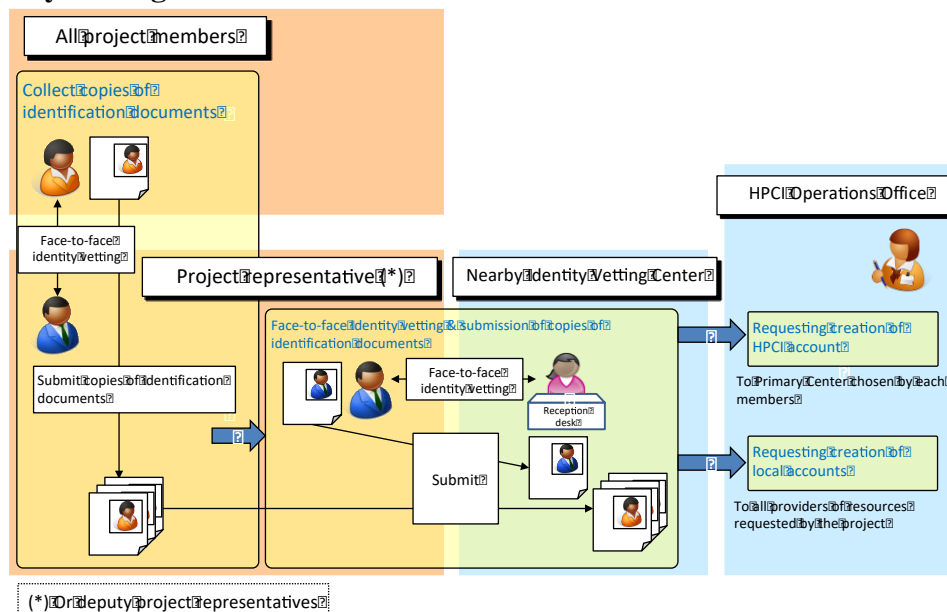 All project members
Collect copies of
identification documents
Face-to-face
identity vetting
Submit copies of identification
documents
Project representative (*)
Face-to-face Identity vetting & submission of copies of
identification documents
Face-to-face
identity vetting
Nearby Identity Vetting Center
Reception
desk
Submit
HPCI Operations Office
Requesting creation of
HPCI account
To Primary Center chosen by each
members
Requesting creation of
local accounts
To all providers of resources
requested by the project
(*) Or deputy project representatives